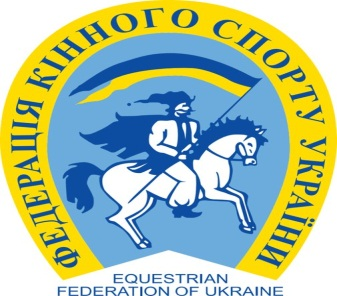 ФЕДЕРАЦІЯ КІННОГО СПОРТУ УКРАЇНИ
EQUESTRIAN
FEDERATION OF UKRAINE